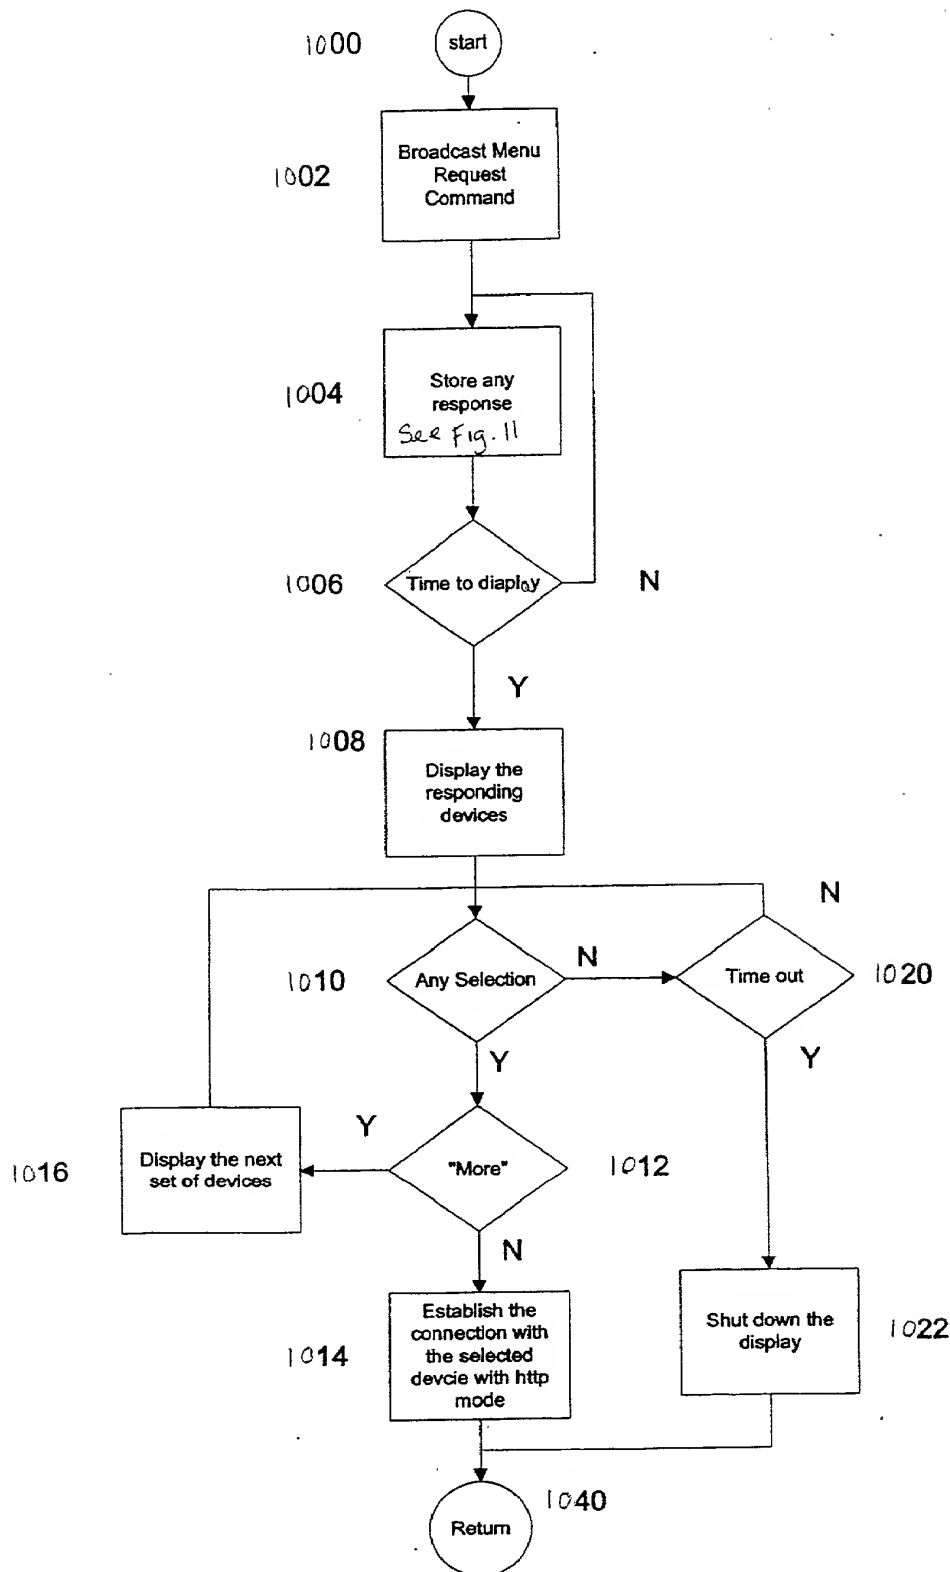 1000
start
1002
Broadcast Menu
Request
Command
1004
Store any
response
See Fig. 11
1006
Time to diaplay
N
Y
1008
Display the
responding
devices
N
1010
Any Selection
N
Time out
1020
Y
Y
Y
1016
Display the next
set of devices
"More"
1012
N
1014
Establish the
connection with
the selected
devcie with http
mode
Shut down the
display
1022
1040
Return